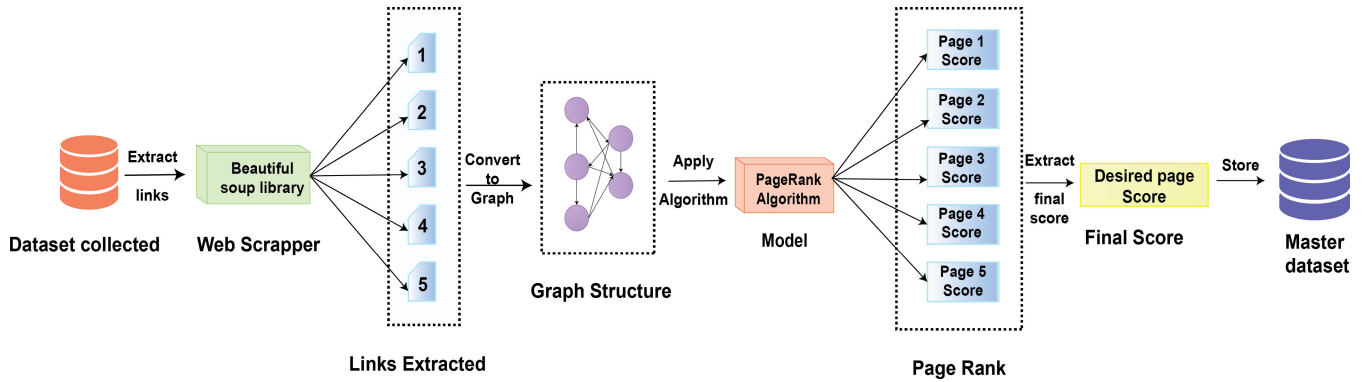 Dataset collected
Extract
links
Beautiful
soup library
Web Scrapper
1
2
3
4
5
Links Extracted
Convert
to
Graph
Graph Structure
Apply
Algorithm
PageRank
Algorithm
Model
Page 1
Score
Page 2
Score
Page 3
Score
Page 4
Score
Page 5
Score
Page Rank
Extract
final
score
Desired page
Score
Final Score
Store
Master
dataset